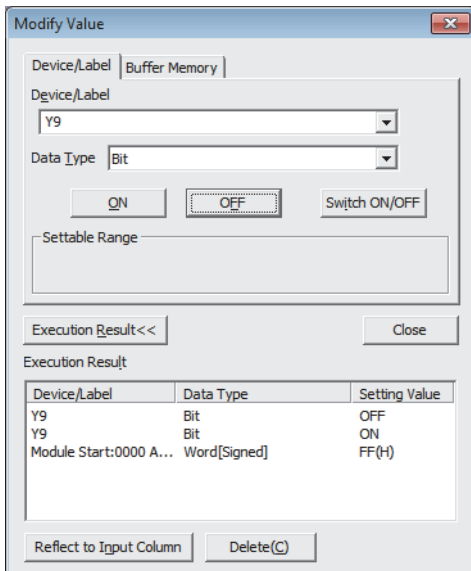 Modify Value
Device/Label Buffer Memory
Device/Label
Y9
Data Type Bit
ON OFF Switch ON/OFF
Settable Range
Execution Result<< Close
Execution Result
Device/Label Data Type Setting Value
Y9 Bit OFF
Y9 Bit ON
Module Start:0000 A... Word[Signed] FF(H)
Reflect to Input Column Delete(C)